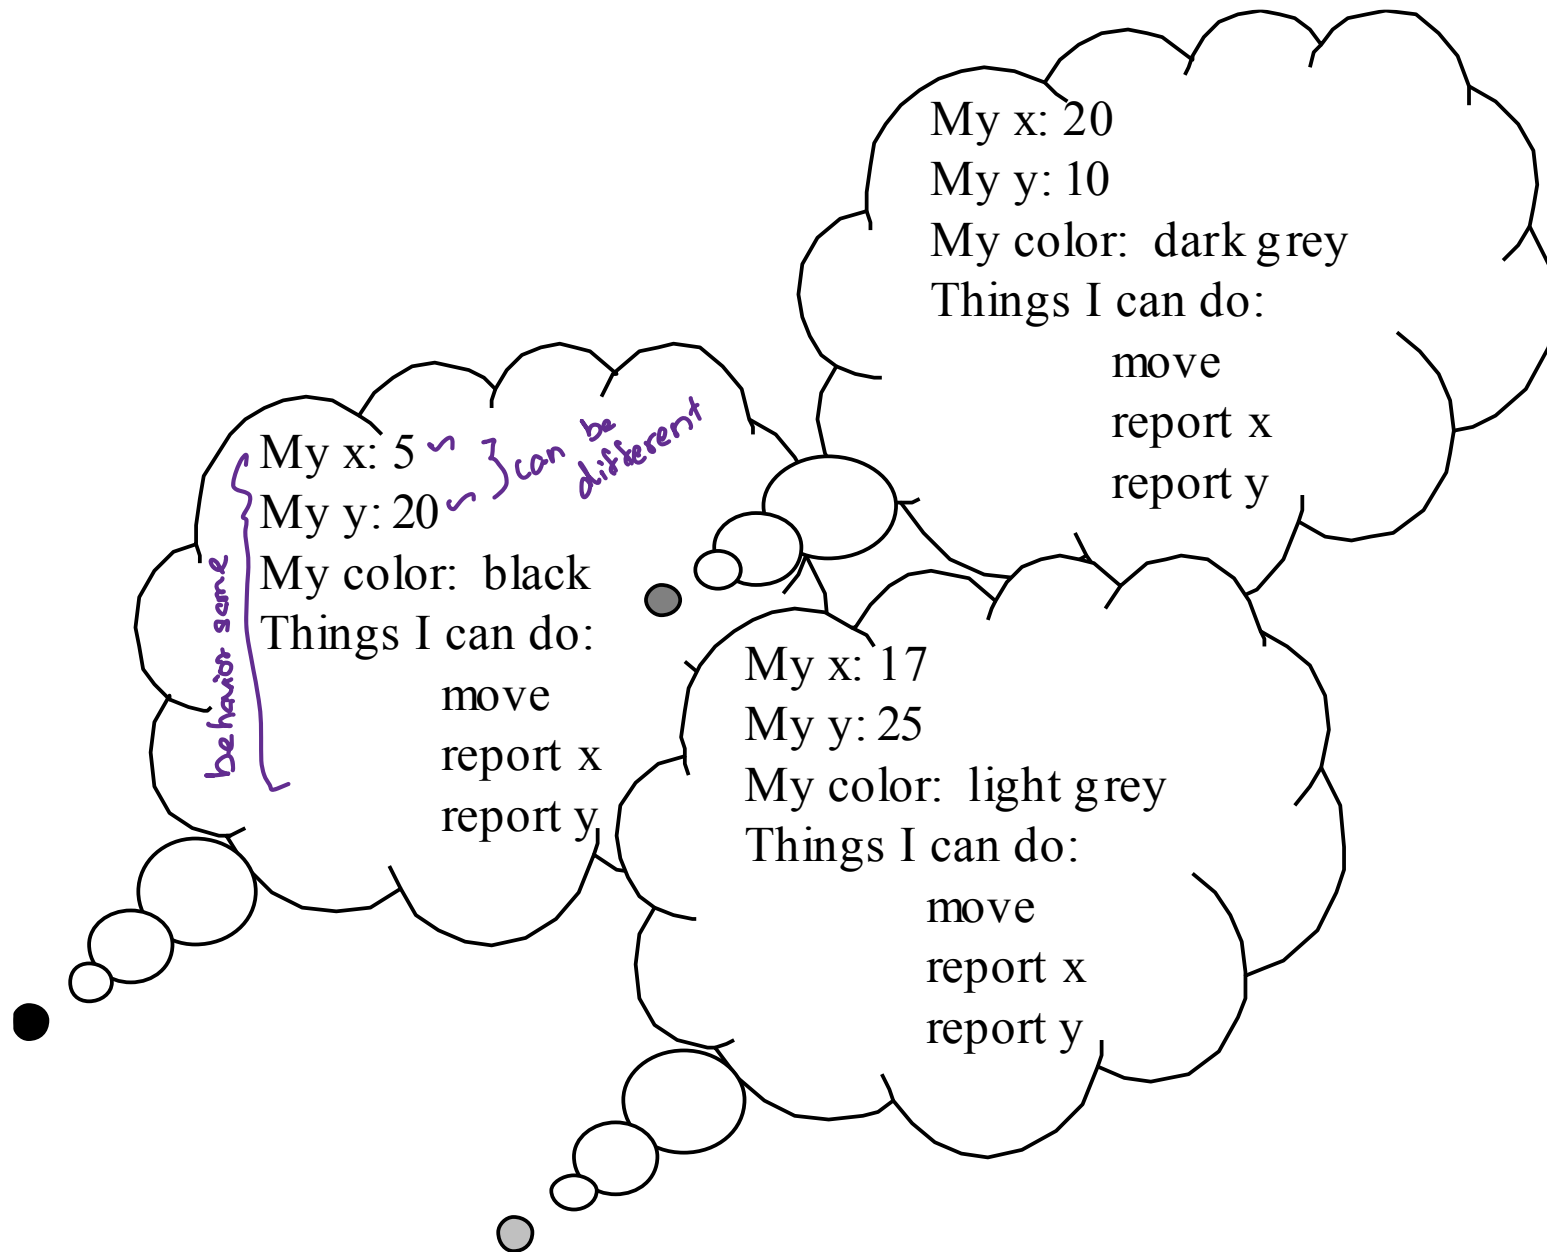 My x: 20
My y: 10
My color: dark grey
Things I can do:
move
report x
report y
My x: 5
My y: 20
can be
different
behavior same
My color: black
Things I can do:
move
report x
report y
My x: 17
My y: 25
My color: light grey
Things I can do:
move
report x
report y